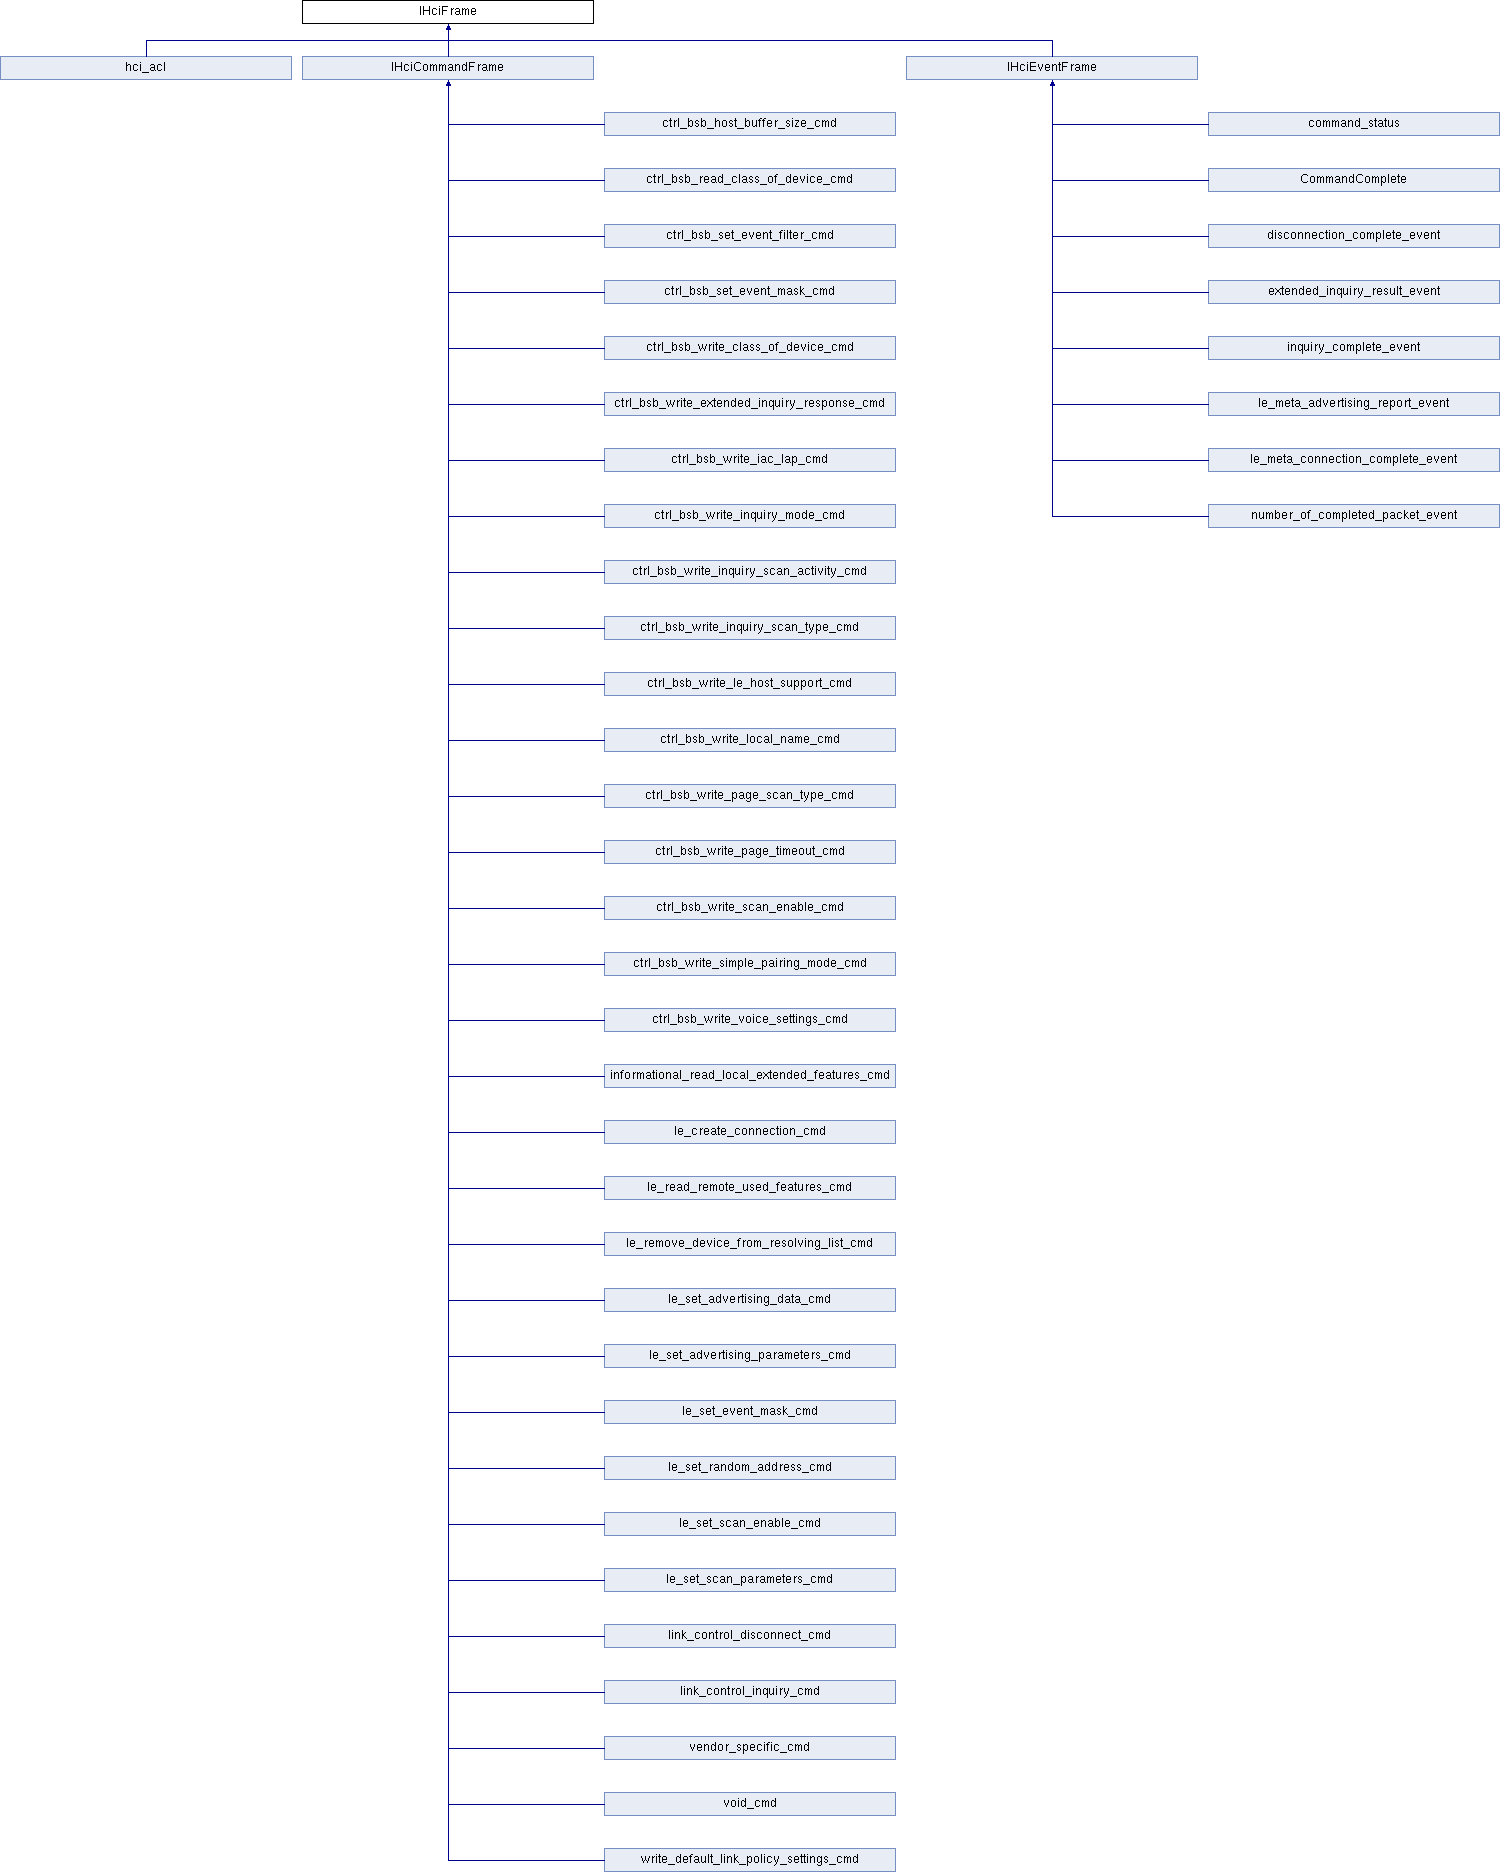 IHciFrame
hci_acl
IHciCommandFrame
IHciEventFrame
ctrl_bsb_host_buffer_size_cmd
command_status
ctrl_bsb_read_class_of_device_cmd
CommandComplete
ctrl_bsb_set_event_filter_cmd
disconnection_complete_event
ctrl_bsb_set_event_mask_cmd
extended_inquiry_result_event
ctrl_bsb_write_class_of_device_cmd
inquiry_complete_event
ctrl_bsb_write_extended_inquiry_response_cmd
le_meta_advertising_report_event
ctrl_bsb_write_iac_lap_cmd
le_meta_connection_complete_event
ctrl_bsb_write_inquiry_mode_cmd
number_of_completed_packet_event
ctrl_bsb_write_inquiry_scan_activity_cmd
ctrl_bsb_write_inquiry_scan_type_cmd
ctrl_bsb_write_le_host_support_cmd
ctrl_bsb_write_local_name_cmd
ctrl_bsb_write_page_scan_type_cmd
ctrl_bsb_write_page_timeout_cmd
ctrl_bsb_write_scan_enable_cmd
ctrl_bsb_write_simple_pairing_mode_cmd
ctrl_bsb_write_voice_settings_cmd
informational_read_local_extended_features_cmd
le_create_connection_cmd
le_read_remote_used_features_cmd
le_remove_device_from_resolving_list_cmd
le_set_advertising_data_cmd
le_set_advertising_parameters_cmd
le_set_event_mask_cmd
le_set_random_address_cmd
le_set_scan_enable_cmd
le_set_scan_parameters_cmd
link_control_disconnect_cmd
link_control_inquiry_cmd
vendor_specific_cmd
void_cmd
write_default_link_policy_settings_cmd